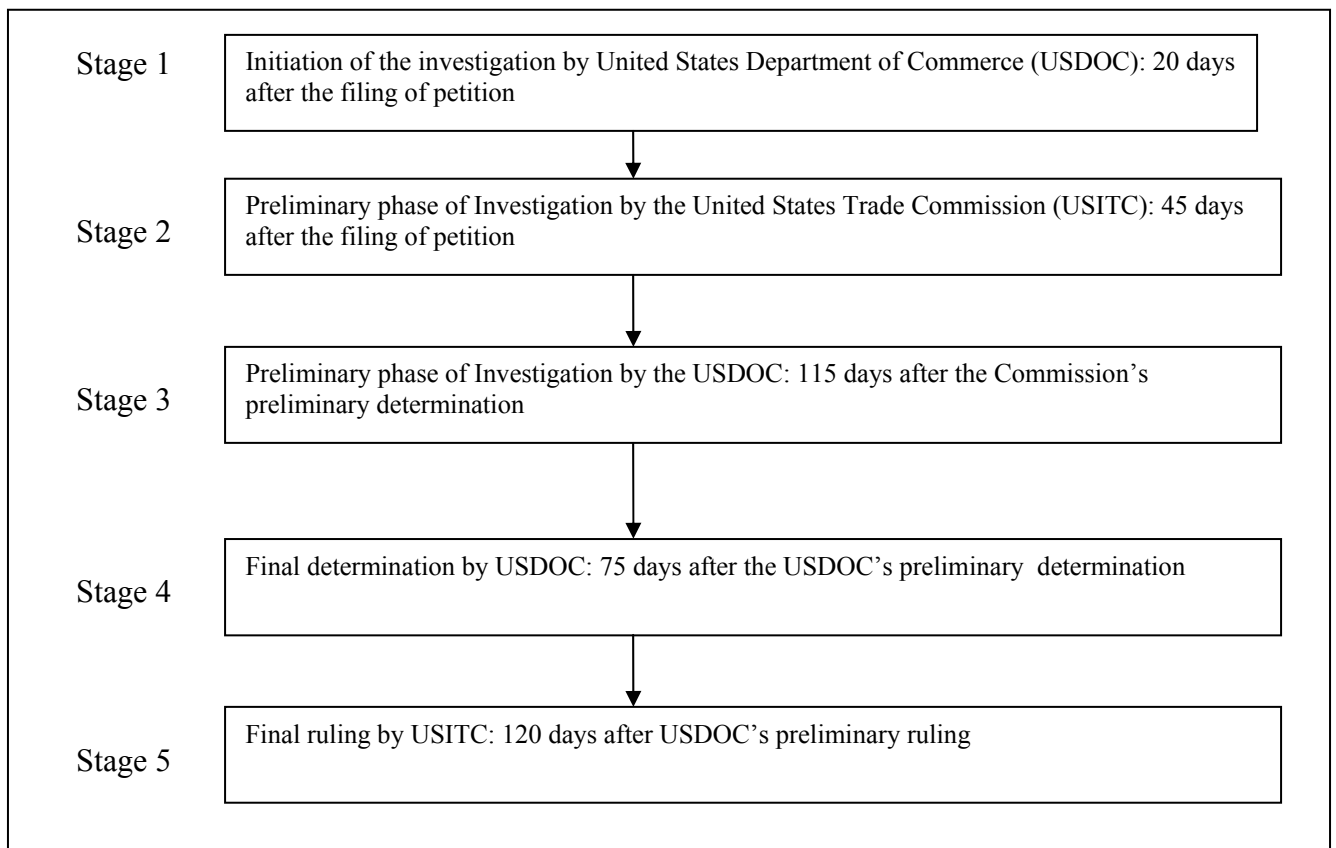 Stage 1
Initiation of the investigation by United States Department of Commerce (USDOC): 20 days
after the filing of petition
Stage 2
Preliminary phase of Investigation by the United States Trade Commission (USITC): 45 days
after the filing of petition
Stage 3
Preliminary phase of Investigation by the USDOC: 115 days after the Commission’s
preliminary determination
Stage 4
Final determination by USDOC: 75 days after the USDOC’s preliminary  determination
Stage 5
Final ruling by USITC: 120 days after USDOC’s preliminary ruling